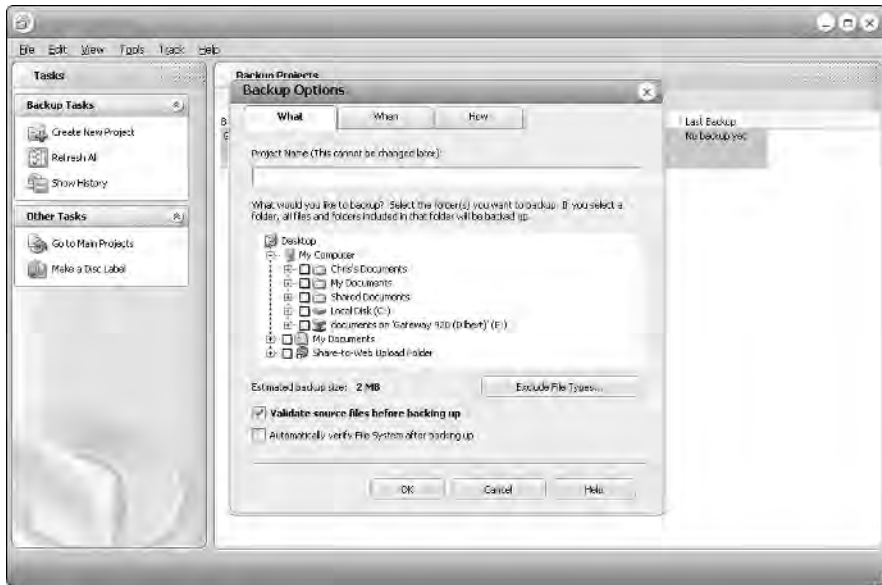 File Edit View Tools Track Help
Tasks
Backup Tasks
Create New Project
Refresh All
Show History
Other Tasks
Go to Main Projects
Make a Disc Label
Backup Projects
Last Backup
No backup yet
Backup Options
What When How
Project Name (This cannot be changed later):
What would you like to backup? Select the folder(s) you want to backup. If you select a
folder, all files and folders included in that folder will be backed up.
Desktop
My Computer
Chris's Documents
My Documents
Shared Documents
Local Disk (C:)
documents on 'Gateway 920 (Dilbert)'
My Documents
Share-to-Web Upload Folder
Estimated backup size: 2 MB
Exclude File Types...
Validate source files before backing up
Automatically verify File System after backing up
OK Cancel Help